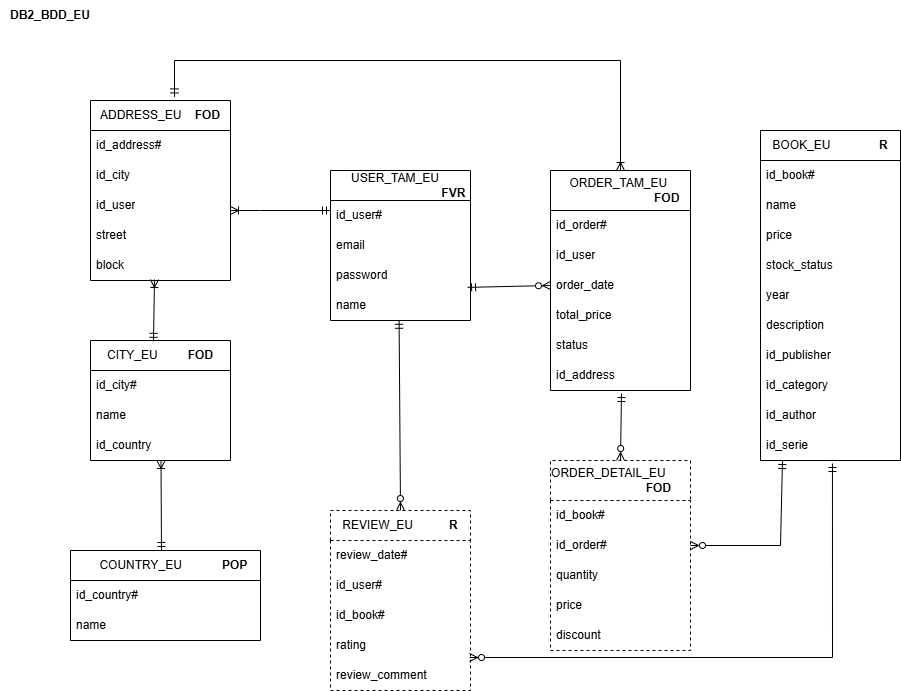 DB2_BDD_EU
ADDRESS_EU FOD
id_address#
id_city
id_user
street
block
USER_TAM_EU
FVR
id_user#
email
password
name
ORDER_TAM_EU
FOD
id_order#
id_user
order_date
total_price
status
id_address
BOOK_EU R
id_book#
name
price
stock_status
year
description
id_publisher
id_category
id_author
id_serie
CITY_EU FOD
id_city#
name
id_country
COUNTRY_EU POP
id_country#
name
REVIEW_EU R
review_date#
id_user#
id_book#
rating
review_comment
ORDER_DETAIL_EU
FOD
id_book#
id_order#
quantity
price
discount